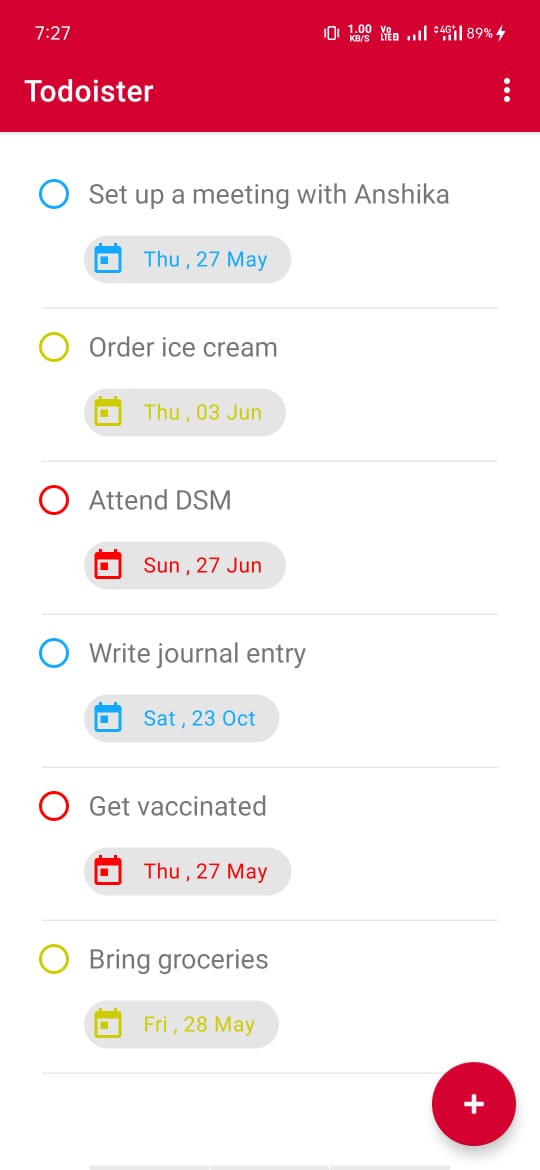 7:27 1.00 KB/S Vo LTE 4G+ 89%
Todoister
Set up a meeting with Anshika
Thu , 27 May
Order ice cream
Thu , 03 Jun
Attend DSM
Sun , 27 Jun
Write journal entry
Sat , 23 Oct
Get vaccinated
Thu , 27 May
Bring groceries
Fri , 28 May
+